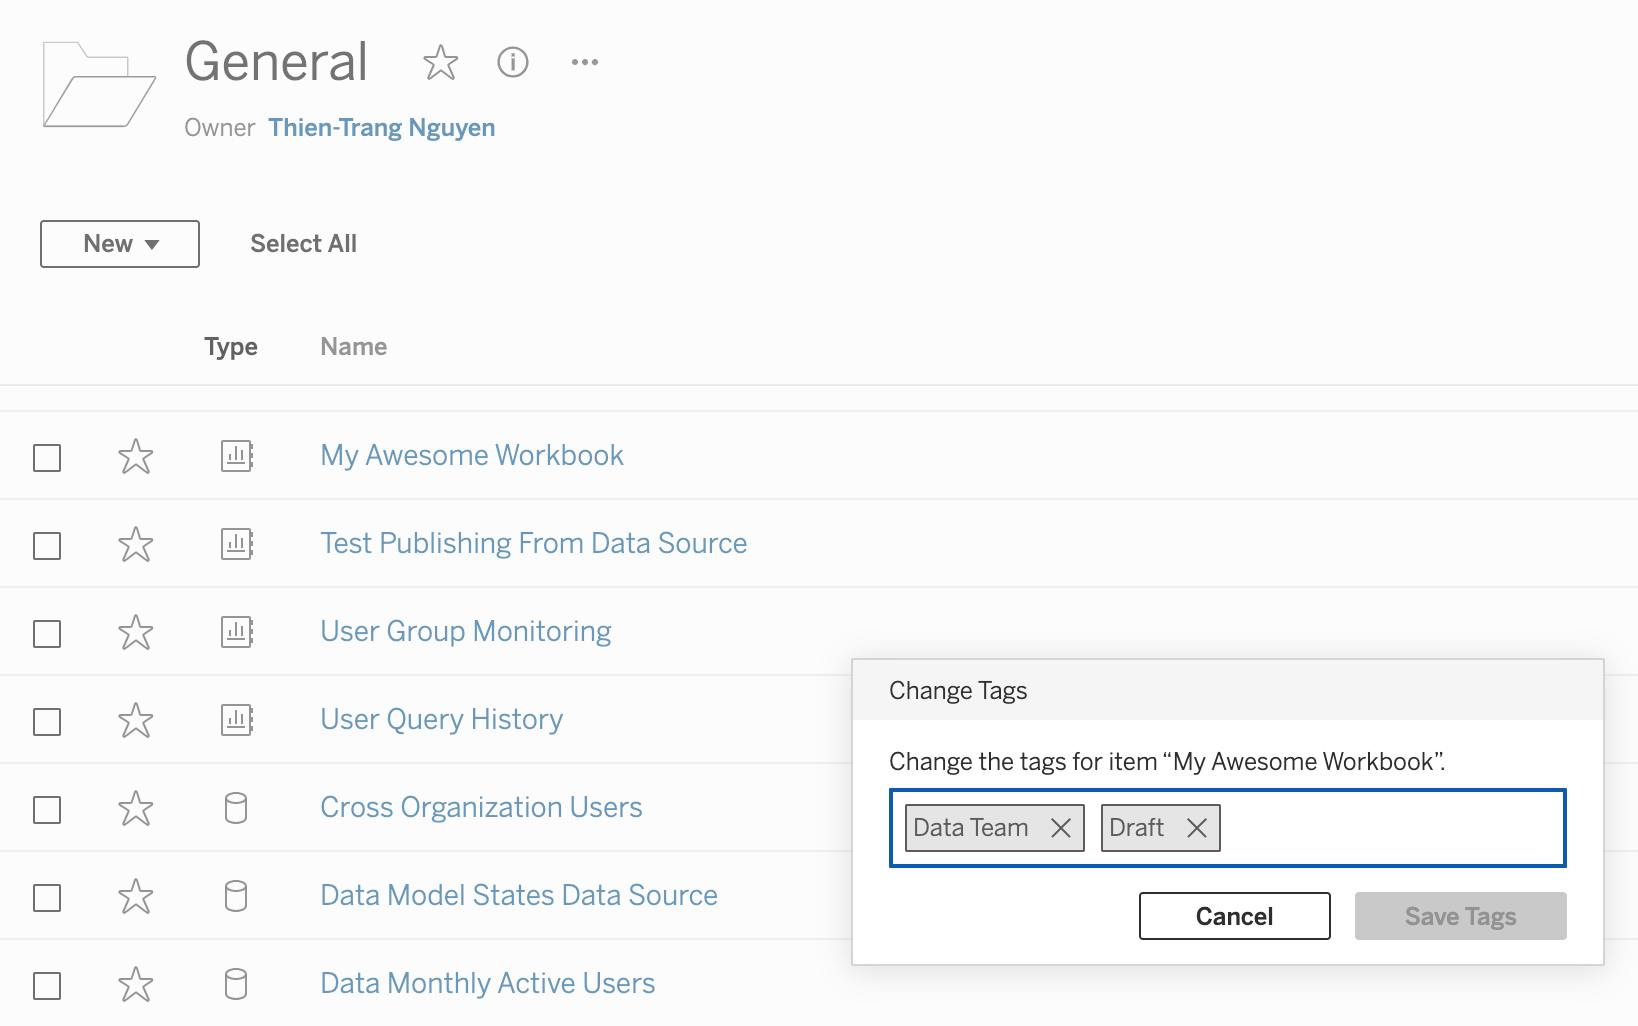 General
Owner Thien-Trang Nguyen
New Select All
Type Name
My Awesome Workbook
Test Publishing From Data Source
User Group Monitoring
User Query History
Cross Organization Users
Data Model States Data Source
Data Monthly Active Users
Change Tags
Change the tags for item “My Awesome Workbook”.
Data Team Draft
Cancel Save Tags